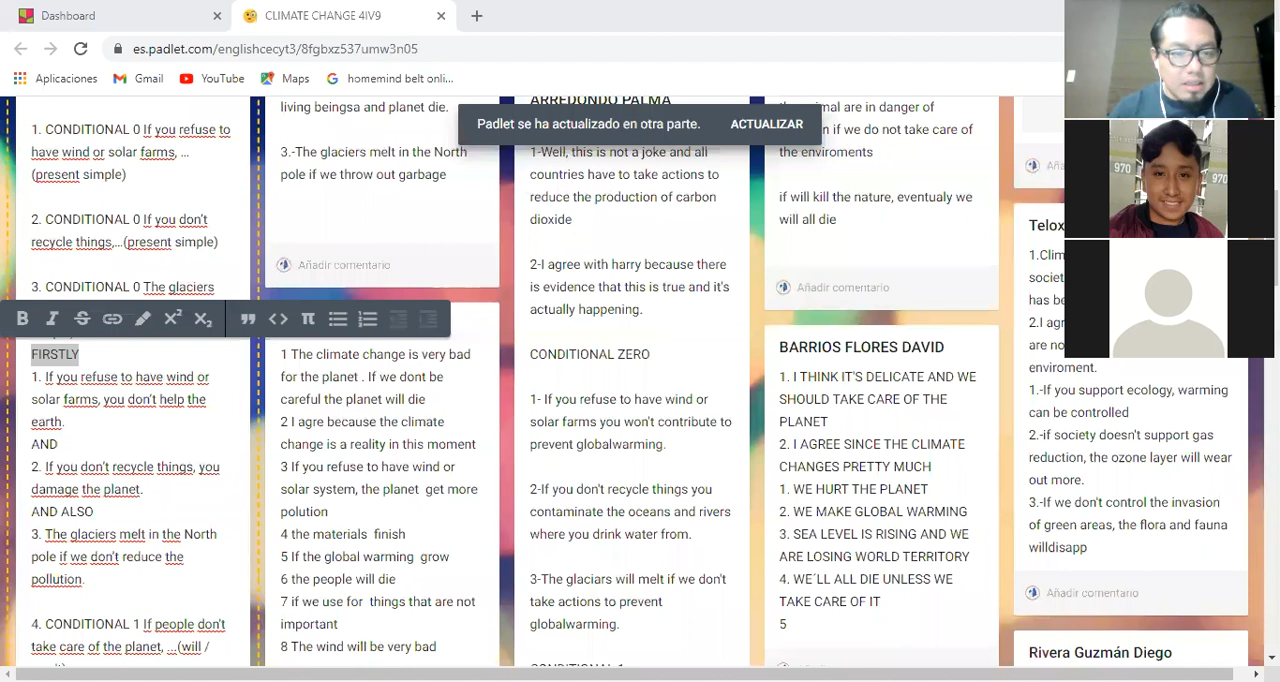 Dashboard
CLIMATE CHANGE 4IV9
es.padlet.com/englishcecyt3/8fgbxz537umw3n05
Aplicaciones
Gmail
YouTube
Maps
homemind belt onli...
Padlet se ha actualizado en otra parte.
ACTUALIZAR
1. CONDITIONAL 0 If you refuse to
have wind or solar farms, ...
(present simple)
2. CONDITIONAL 0 If you don't
recycle things,...(present simple)
3. CONDITIONAL 0 The glaciers
FIRSTLY
1. If you refuse to have wind or
solar farms, you don't help the
earth.
AND
2. If you don't recycle things, you
damage the planet.
AND ALSO
3. The glaciers melt in the North
pole if we don't reduce the
pollution.
4. CONDITIONAL 1 If people don't
take care of the planet, ...(will /
living beingsa and planet die.
3.-The glaciers melt in the North
pole if we throw out garbage
Añadir comentario
1 The climate change is very bad
for the planet . If we dont be
careful the planet will die
2 I agree because the climate
change is a reality in this moment
3 If you refuse to have wind or
solar system, the planet get more
polution
4 the materials finish
5 If the global warming grow
6 the people will die
7 if we use for things that are not
important
8 The wind will be very bad
ARREDONDO PALMA
1-Well, this is not a joke and all
countries have to take actions to
reduce the production of carbon
dioxide
2-I agree with harry because there
is evidence that this is true and it's
actually happening.
CONDITIONAL ZERO
1- If you refuse to have wind or
solar farms you won't contribute to
prevent globalwarming.
2-If you don't recycle things you
contaminate the oceans and rivers
where you drink water from.
3-The glaciars will melt if we don't
take actions to prevent
globalwarming.
CONDITIONAL 1
the animal are in danger of
if we do not take care of
the enviroments
if will kill the nature, eventualy we
will all die
Añadir comentario
BARRIOS FLORES DAVID
1. I THINK IT'S DELICATE AND WE
SHOULD TAKE CARE OF THE
PLANET
2. I AGREE SINCE THE CLIMATE
CHANGES PRETTY MUCH
1. WE HURT THE PLANET
2. WE MAKE GLOBAL WARMING
3. SEA LEVEL IS RISING AND WE
ARE LOSING WORLD TERRITORY
4. WE´LL ALL DIE UNLESS WE
TAKE CARE OF IT
5
Aña
Telox
1.Clim
societ
has be
2.I agr
are no
enviroment.
1.-If you support ecology, warming
can be controlled
2.-if society doesn't support gas
reduction, the ozone layer will wear
out more.
3.-If we don't control the invasion
of green areas, the flora and fauna
willdisapp
Añadir comentario
Rivera Guzmán Diego
970
970